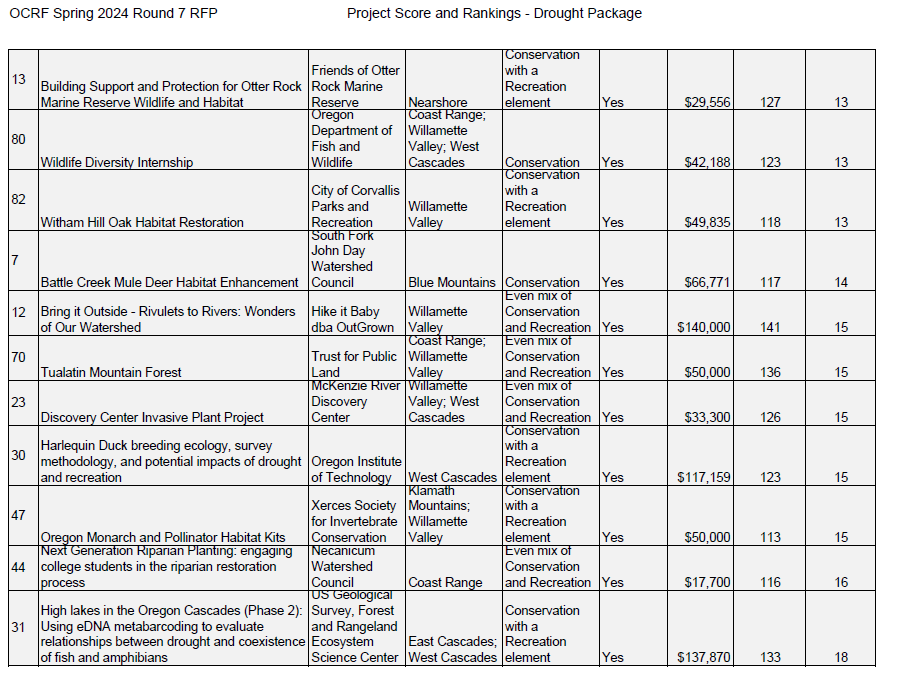 OCRF Spring 2024 Round 7 RFP
Project Score and Rankings - Drought Package
13
Building Support and Protection for Otter Rock
Marine Reserve Wildlife and Habitat
Friends of Otter
Rock Marine
Reserve
Nearshore
Conservation
with a
Recreation
element
Yes
$29,556
127
13
80
Wildlife Diversity Internship
Oregon
Department of
Fish and
Wildlife
Coast Range;
Willamette
Valley; West
Cascades
Conservation
Yes
$42,188
123
13
82
Witham Hill Oak Habitat Restoration
City of Corvallis
Parks and
Recreation
Willamette
Valley
Conservation
with a
Recreation
element
Yes
$49,835
118
13
7
Battle Creek Mule Deer Habitat Enhancement
South Fork
John Day
Watershed
Council
Blue Mountains
Conservation
Yes
$66,771
117
14
12
Bring it Outside - Rivulets to Rivers: Wonders
of Our Watershed
Hike it Baby
dba OutGrown
Willamette
Valley
Even mix of
Conservation
and Recreation
Yes
$140,000
141
15
70
Tualatin Mountain Forest
Trust for Public
Land
Coast Range;
Willamette
Valley
Even mix of
Conservation
and Recreation
Yes
$50,000
136
15
23
Discovery Center Invasive Plant Project
McKenzie River
Discovery
Center
Willamette
Valley; West
Cascades
Even mix of
Conservation
and Recreation
Yes
$33,300
126
15
30
Harlequin Duck breeding ecology, survey
methodology, and potential impacts of drought
and recreation
Oregon Institute
of Technology
West Cascades
Conservation
with a
Recreation
element
Yes
$117,159
123
15
47
Oregon Monarch and Pollinator Habitat Kits
Xerces Society
for Invertebrate
Conservation
Klamath
Mountains;
Willamette
Valley
Conservation
with a
Recreation
element
Yes
$50,000
113
15
44
Next Generation Riparian Planting: engaging
college students in the riparian restoration
process
Necanicum
Watershed
Council
Coast Range
Even mix of
Conservation
and Recreation
Yes
$17,700
116
16
31
High lakes in the Oregon Cascades (Phase 2):
Using eDNA metabarcoding to evaluate
relationships between drought and coexistence
of fish and amphibians
US Geological
Survey, Forest
and Rangeland
Ecosystem
Science Center
East Cascades;
West Cascades
Conservation
with a
Recreation
element
Yes
$137,870
133
18